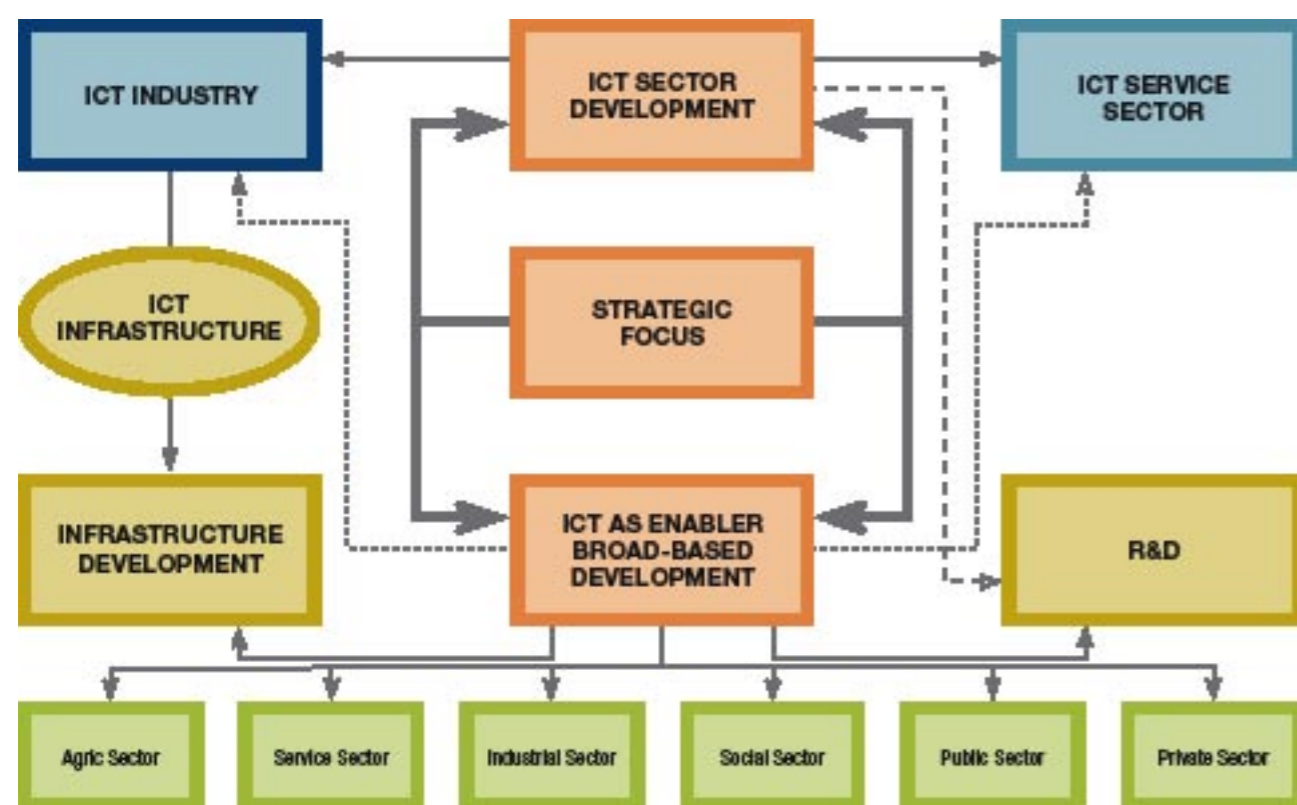 ICT INDUSTRY
ICT SECTOR
DEVELOPMENT
ICT SERVICE
SECTOR
ICT
INFRASTRUCTURE
STRATEGIC
FOCUS
INFRASTRUCTURE
DEVELOPMENT
ICT AS ENABLER
BROAD-BASED
DEVELOPMENT
R&D
Agric Sector
Service Sector
Industrial Sector
Social Sector
Public Sector
Private Sector